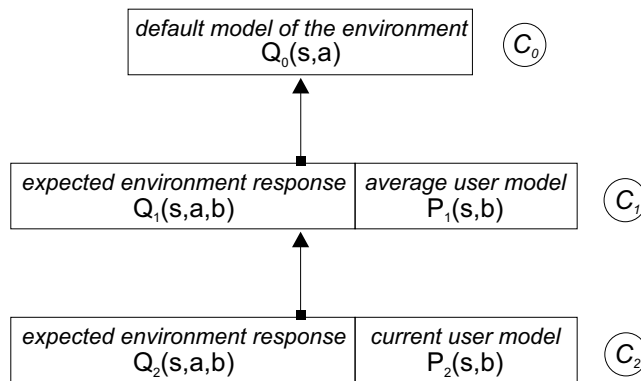 default model of the environment
Q₀(s,a)
C₀
expected environment response
Q₁(s,a,b)
average user model
P₁(s,b)
C₁
expected environment response
Q₂(s,a,b)
current user model
P₂(s,b)
C₂